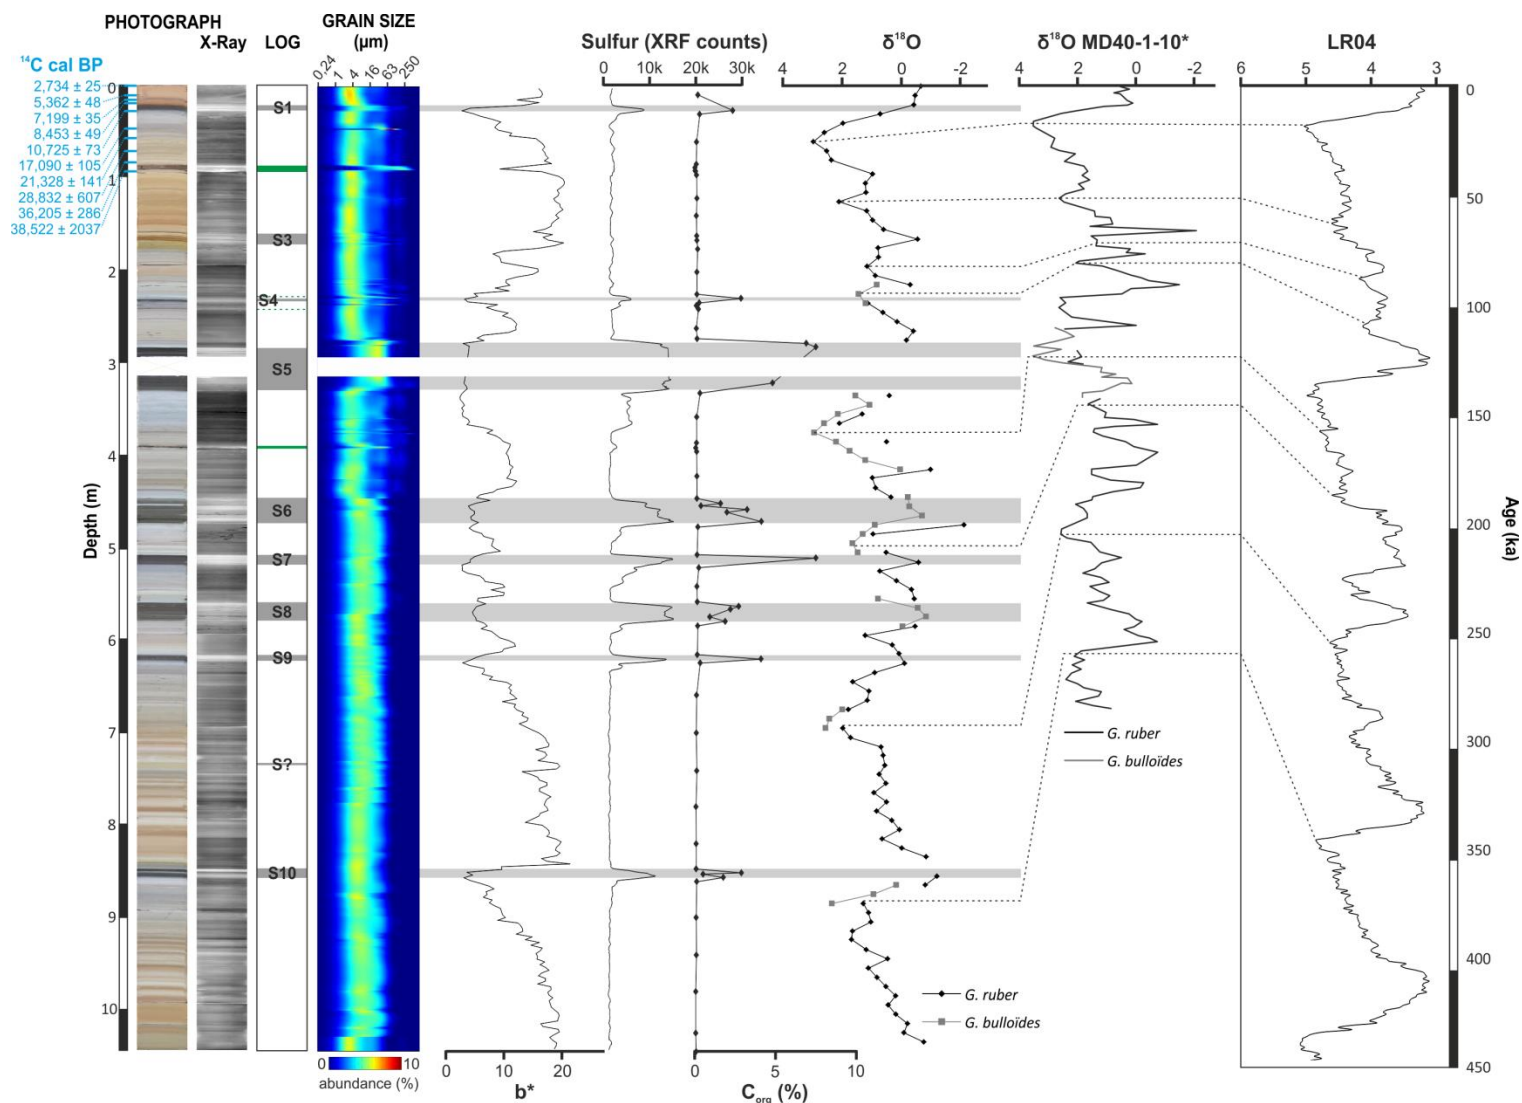 PHOTOGRAPH
X-Ray
LOG
GRAIN SIZE
(µm)
0,24
1
4
16
63
250
Sulfur (XRF counts)
0
10k
20k
30k
δ¹⁸O
4
2
0
-2
δ¹⁸O MD40-1-10*
4
2
0
-2
LR04
6
5
4
3
¹⁴C cal BP
2,734 ± 25
5,362 ± 48
7,199 ± 35
8,453 ± 49
10,725 ± 73
17,090 ± 105
21,328 ± 141
28,832 ± 607
36,205 ± 286
38,522 ± 2037
Depth (m)
0
1
2
3
4
5
6
7
8
9
10
S1
S3
S4
S5
S6
S7
S8
S9
S?
S10
G. ruber
G. bulloïdes
G. ruber
G. bulloïdes
Age (ka)
0
50
100
150
200
250
300
350
400
450
0
10
abundance (%)
0
10
20
b*
0
5
10
C org (%)